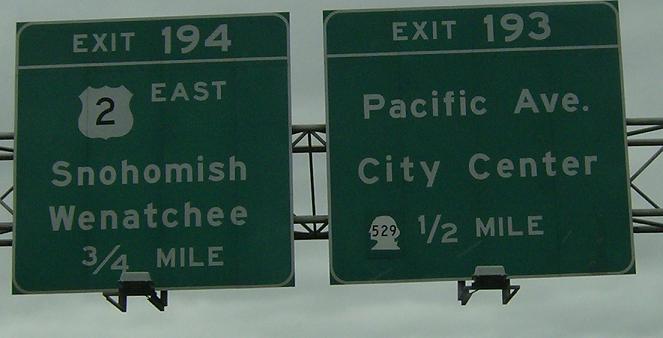 EXIT 194
2 EAST
Snohomish
Wenatchee
3/4 MILE
EXIT 193
Pacific Ave.
City Center
529 1/2 MILE